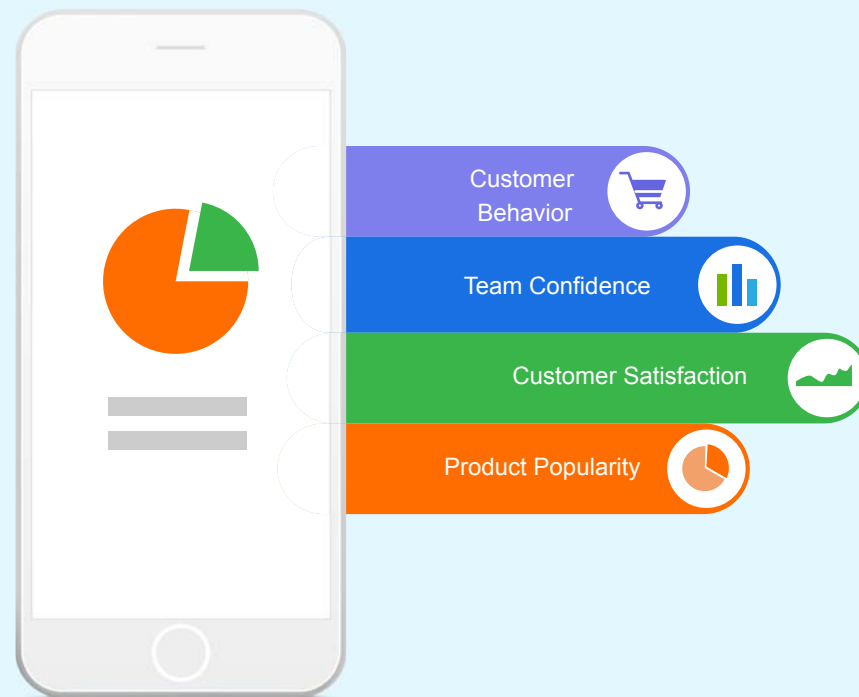 Customer
Behavior
Team Confidence
Customer Satisfaction
Product Popularity